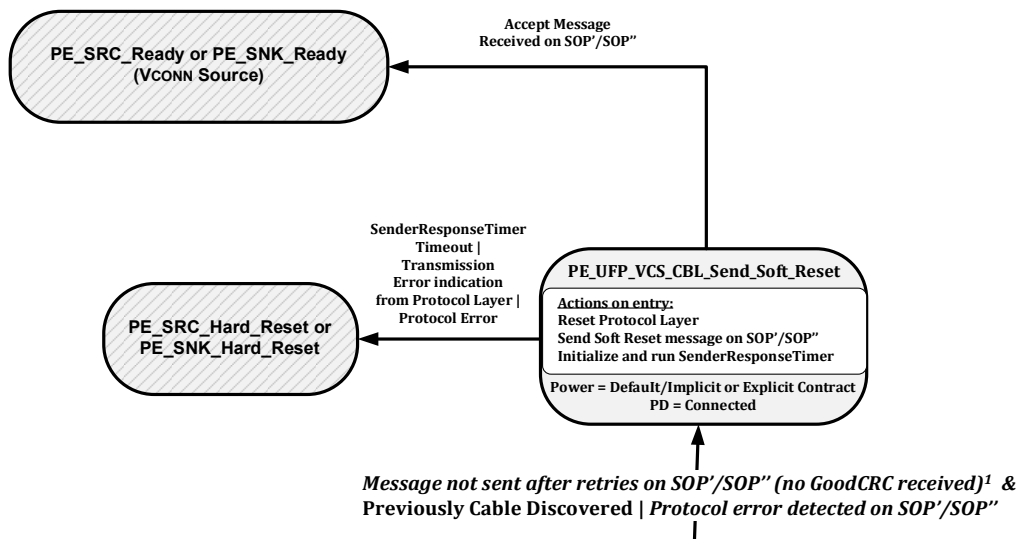 Accept Message
Received on SOP'/SOP"
PE_SRC_Ready or PE_SNK_Ready
(VCONN Source)
SenderResponseTimer
Timeout |
Transmission
Error indication
from Protocol Layer |
Protocol Error
PE_SRC_Hard_Reset or
PE_SNK_Hard_Reset
PE_UFP_VCS_CBL_Send_Soft_Reset
Actions on entry:
Reset Protocol Layer
Send Soft Reset message on SOP'/SOP"
Initialize and run SenderResponseTimer
Power = Default/Implicit or Explicit Contract
PD = Connected
Message not sent after retries on SOP'/SOP" (no GoodCRC received)¹ &
Previously Cable Discovered | Protocol error detected on SOP'/SOP"